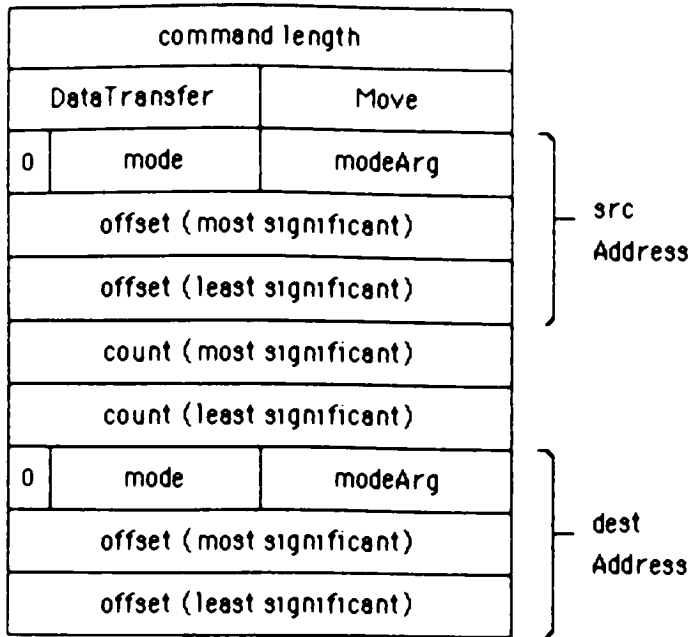 command length
DataTransfer Move
0 mode modeArg
offset (most significant)
offset (least significant)
src
Address
count (most significant)
count (least significant)
0 mode modeArg
offset (most significant)
offset (least significant)
dest
Address